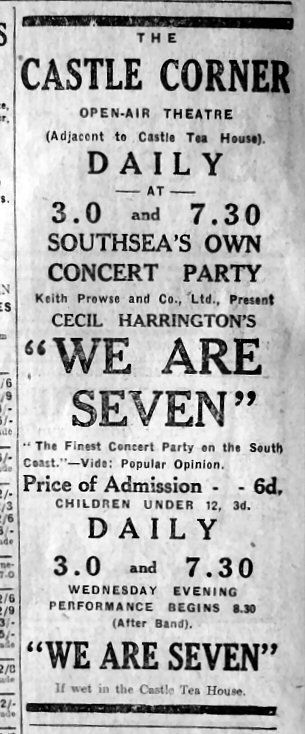 THE
CASTLE CORNER
OPEN-AIR THEATRE
(Adjacent to Castle Tea House).
DAILY
— AT —
3.0 and 7.30
SOUTHSEA'S OWN
CONCERT PARTY
Keith Prowse and Co., Ltd., Present
CECIL HARRINGTON'S
"WE ARE
SEVEN"
"The Finest Concert Party on the South
Coast."—Vide: Popular Opinion.
Price of Admission - - 6d,
CHILDREN UNDER 12, 3d.
DAILY
3.0 and 7.30
WEDNESDAY EVENING
PERFORMANCE BEGINS 8.30
(After Band).
"WE ARE SEVEN"
If wet in the Castle Tea House.